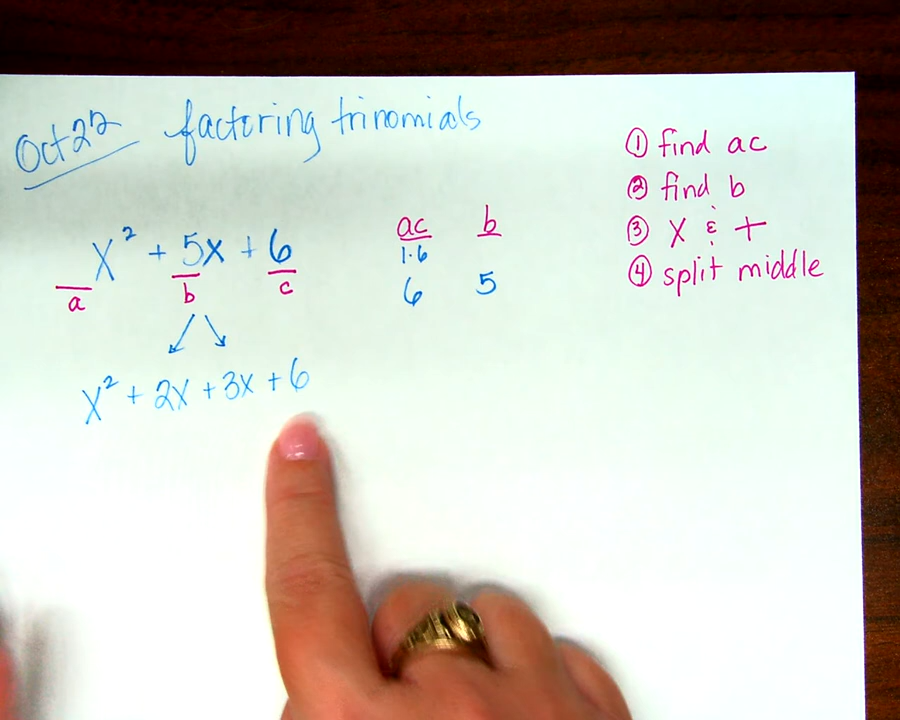 Oct 22 factoring trinomials
x² + 5x + 6
a b c
x² + 2x + 3x + 6
ac b
1·6
6 5
① find ac
② find b
③ x & +
④ split middle